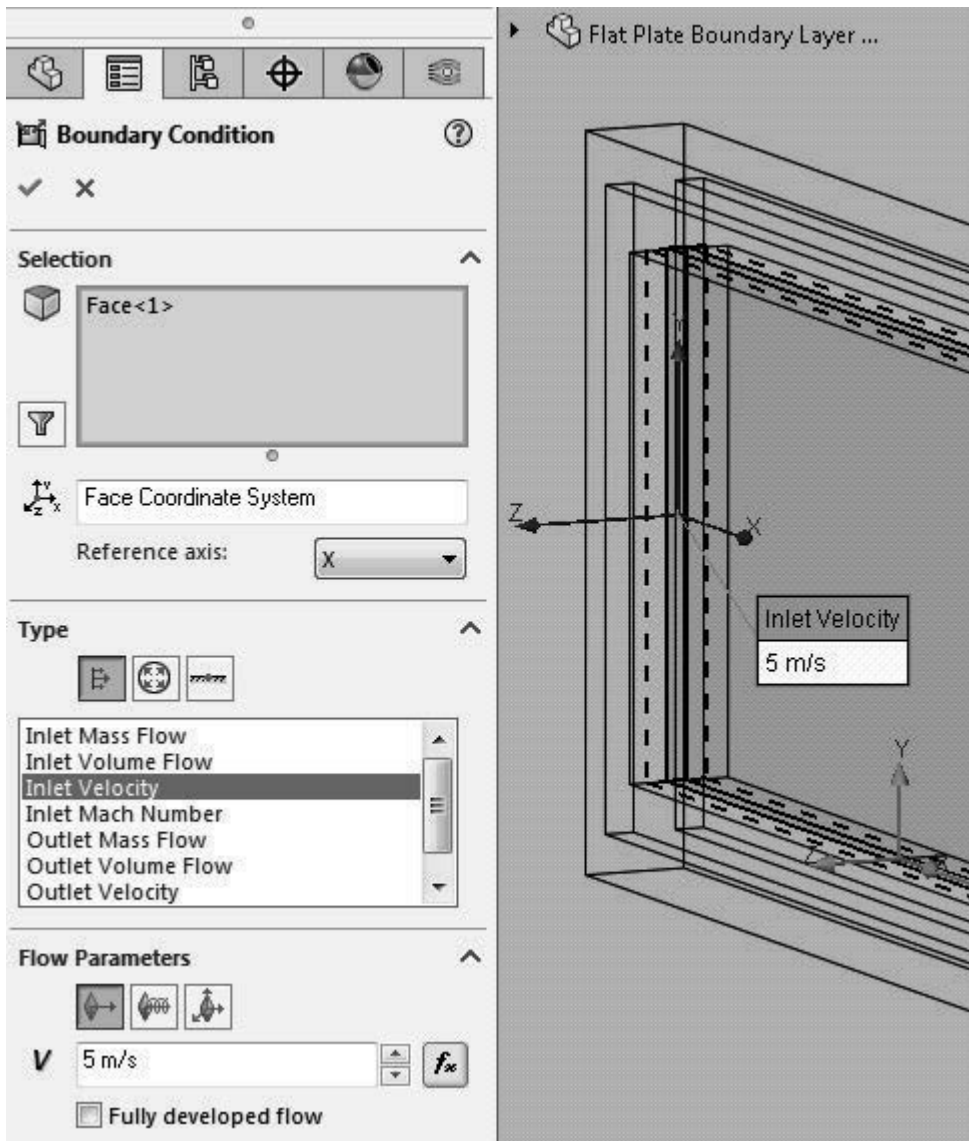 Boundary Condition
Selection
Face<1>
Face Coordinate System
Reference axis:
X
Type
Inlet Mass Flow
Inlet Volume Flow
Inlet Velocity
Inlet Mach Number
Outlet Mass Flow
Outlet Volume Flow
Outlet Velocity
Flow Parameters
V
5 m/s
fx
Fully developed flow
Flat Plate Boundary Layer ...
Y
Z
X
Inlet Velocity
5 m/s
Y
Z